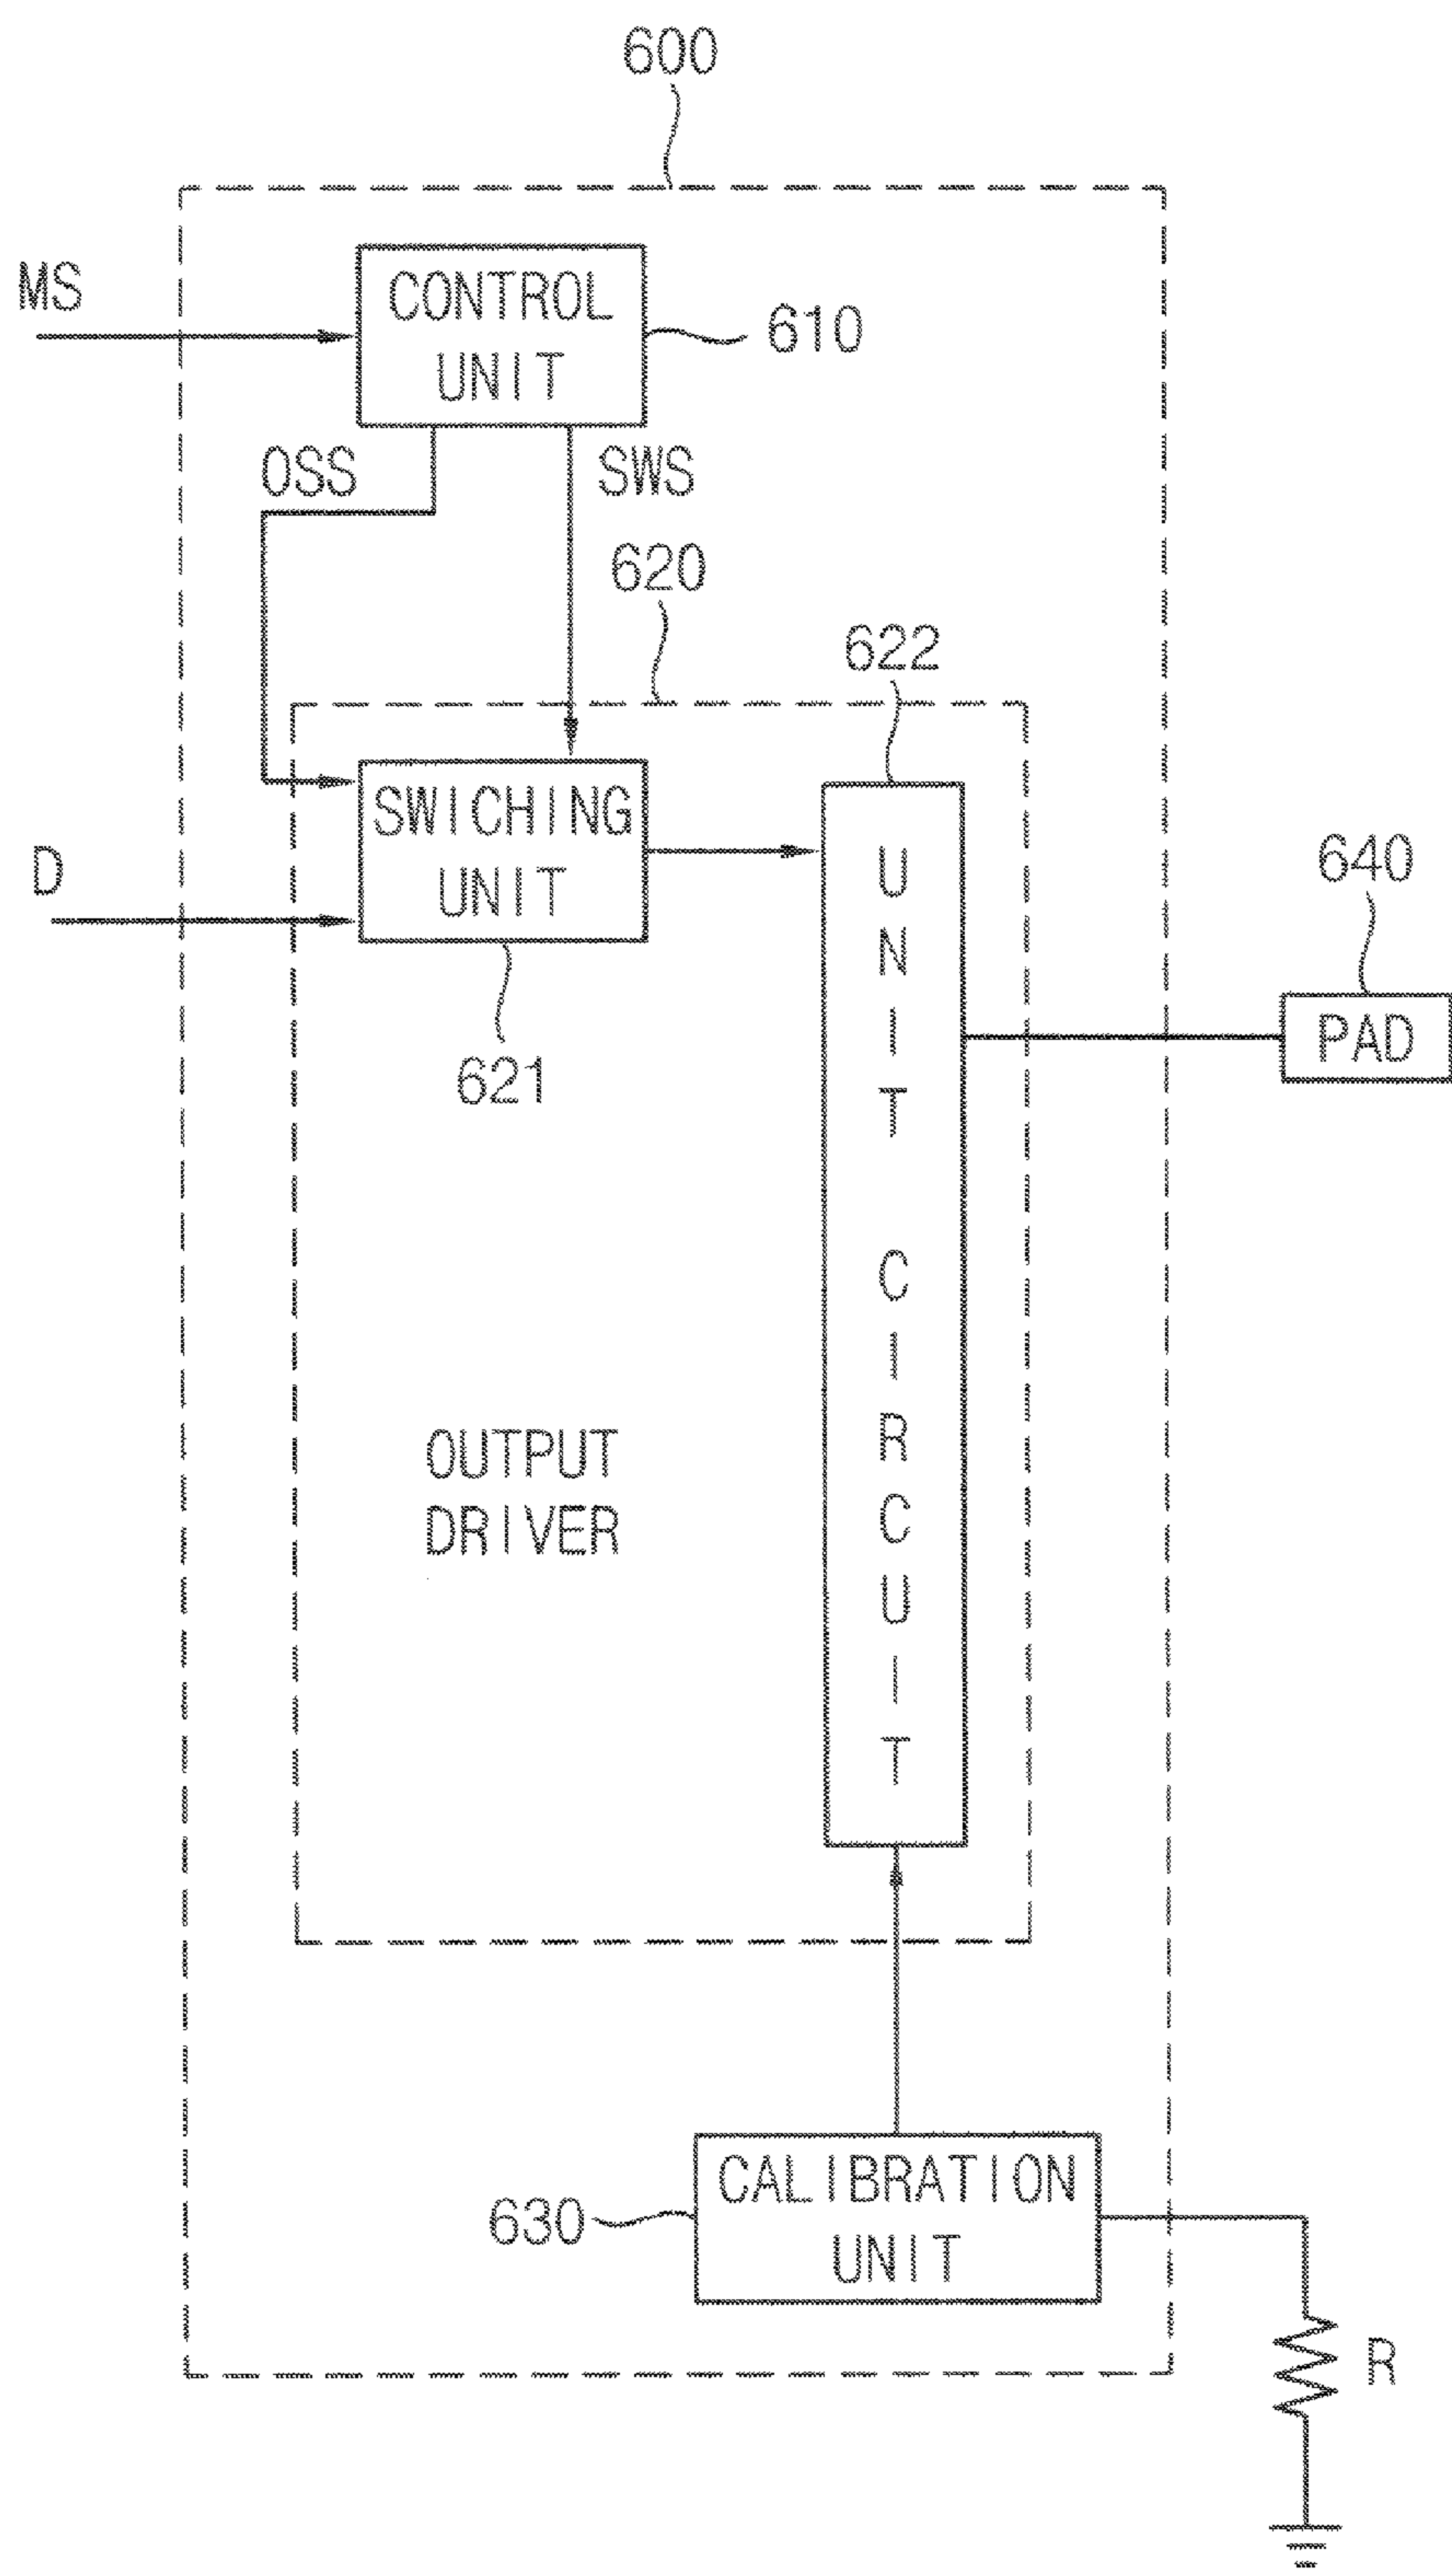 600
MS
CONTROL
UNIT
610
OSS
SWS
620
622
SWICHING
UNIT
D
621
UNIT CIRCUIT
640
PAD
OUTPUT
DRIVER
CALIBRATION
UNIT
630
R